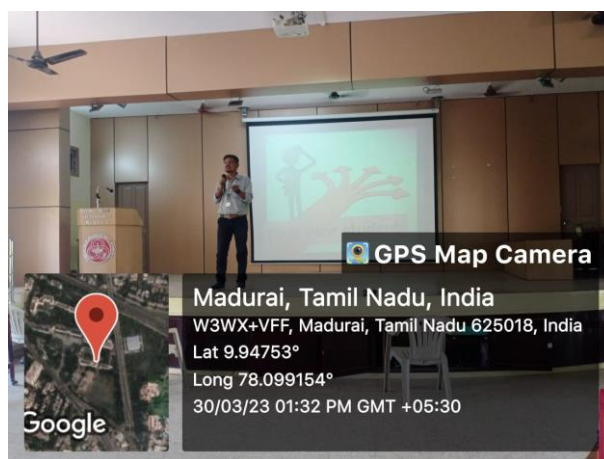 GPS Map Camera
Madurai, Tamil Nadu, India
W3WX+VFF, Madurai, Tamil Nadu 625018, India
Lat 9.94753°
Long 78.099154°
30/03/23 01:32 PM GMT +05:30
Google